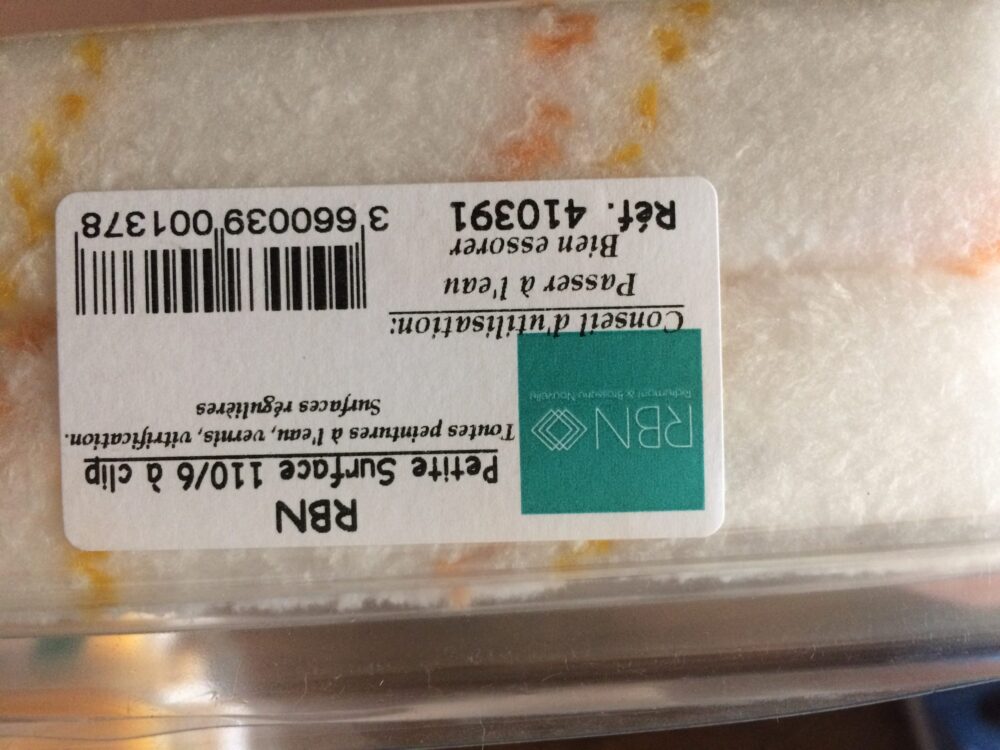 RBN
Petite Surface 110/6 à clip
Toutes peintures à l'eau, vernis, vitrification.
Surfaces régulières
RBN
Conseil d'utilisation:
Passer à l'eau
Bien essorer
Réf. 410391
3 660039 001378